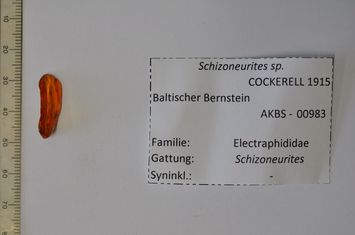 Schizoneurites sp.
COCKERELL 1915
Baltischer Bernstein
AKBS - 00983
Familie: Electraphididae
Gattung: Schizoneurites
Syninkl.: -